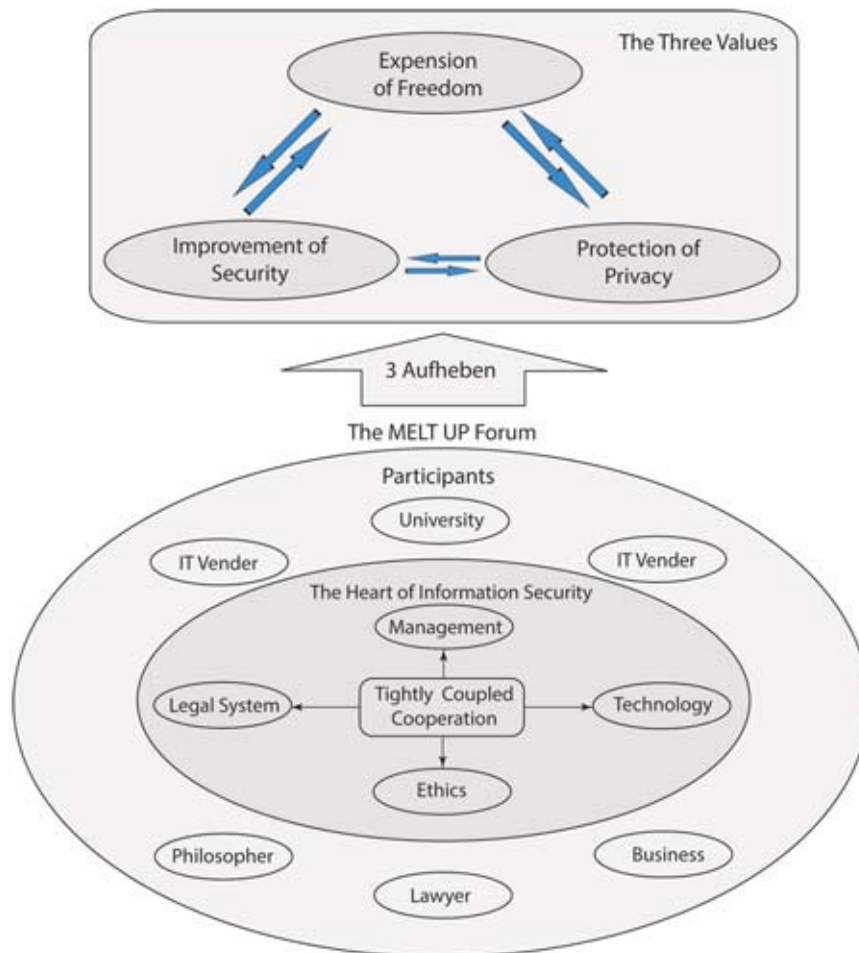 The Three Values
Expension
of Freedom
Improvement of
Security
Protection of
Privacy
3 Aufheben
The MELT UP Forum
Participants
University
IT Vender
IT Vender
The Heart of Information Security
Management
Legal System
Tightly Coupled
Cooperation
Technology
Ethics
Philosopher
Business
Lawyer